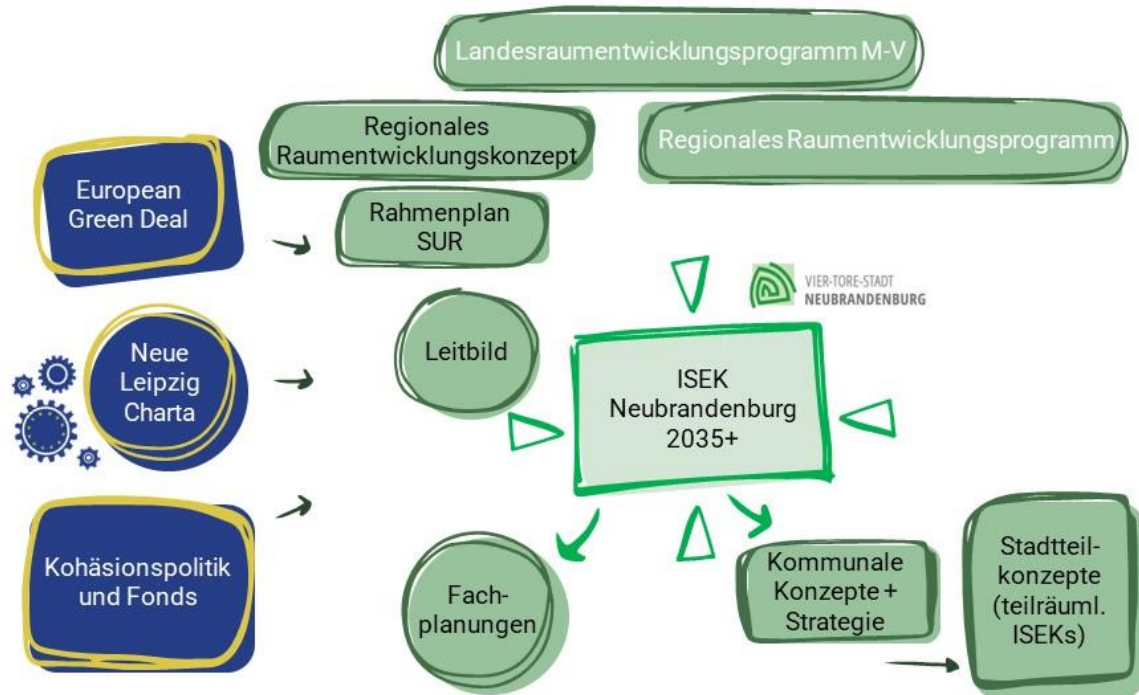 Landesraumentwicklungsprogramm M-V
Regionales
Raumentwicklungskonzept
Regionales Raumentwicklungsprogramm
European
Green Deal
Rahmenplan
SUR
VIER-TORE-STADT
NEUBRANDENBURG
Neue
Leipzig
Charta
Leitbild
ISEK
Neubrandenburg
2035+
Kohäsionspolitik
und Fonds
Fach-
planungen
Kommunale
Konzepte +
Strategie
Stadtteil-
konzepte
(teilräuml.
ISEKs)